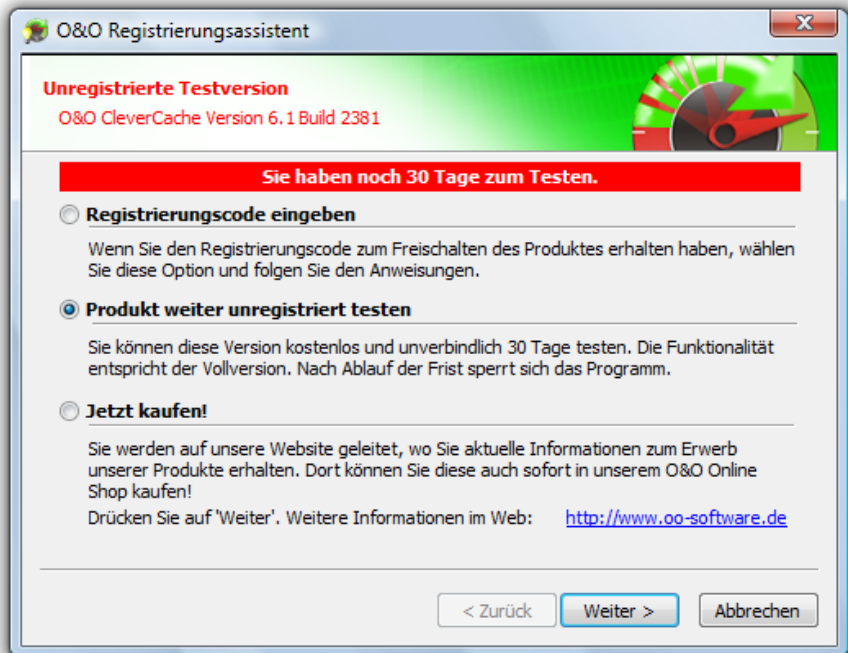 O&O Registrierungsassistent
Unregistrierte Testversion
O&O CleverCache Version 6.1 Build 2381
Sie haben noch 30 Tage zum Testen.
Registrierungscode eingeben
Wenn Sie den Registrierungscode zum Freischalten des Produktes erhalten haben, wählen
Sie diese Option und folgen Sie den Anweisungen.
Produkt weiter unregistriert testen
Sie können diese Version kostenlos und unverbindlich 30 Tage testen. Die Funktionalität
entspricht der Vollversion. Nach Ablauf der Frist sperrt sich das Programm.
Jetzt kaufen!
Sie werden auf unsere Website geleitet, wo Sie aktuelle Informationen zum Erwerb
unserer Produkte erhalten. Dort können Sie diese auch sofort in unserem O&O Online
Shop kaufen!
Drücken Sie auf 'Weiter'. Weitere Informationen im Web: http://www.oo-software.de
< Zurück Weiter > Abbrechen